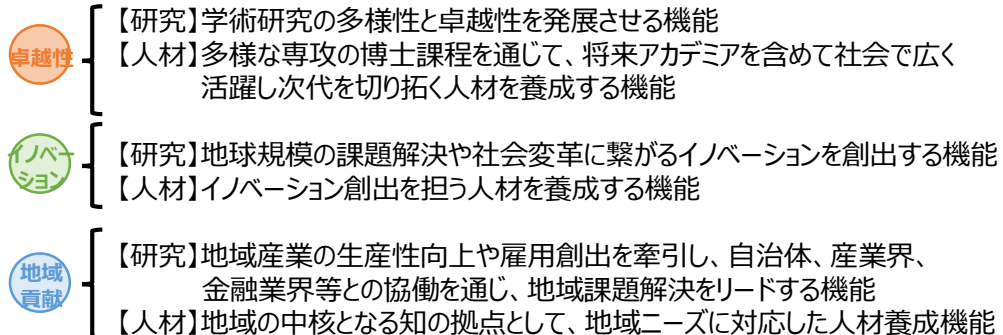 卓越性
【研究】学術研究の多様性と卓越性を発展させる機能
【人材】多様な専攻の博士課程を通じて、将来アカデミアを含めて社会で広く
活躍し次代を切り拓く人材を養成する機能
イノベー
ション
【研究】地球規模の課題解決や社会変革に繋がるイノベーションを創出する機能
【人材】イノベーション創出を担う人材を養成する機能
地域
貢献
【研究】地域産業の生産性向上や雇用創出を牽引し、自治体、産業界、
金融業界等との協働を通じ、地域課題解決をリードする機能
【人材】地域の中核となる知の拠点として、地域ニーズに対応した人材養成機能